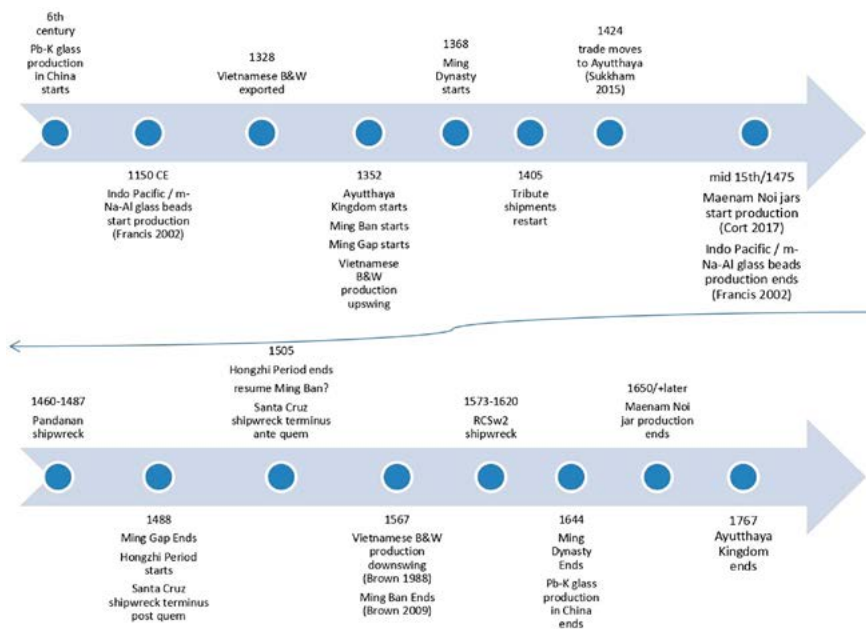 6th
century
Pb-K glass
production
in China
starts
1328
Vietnamese B&W
exported
1368
Ming
Dynasty
starts
1424
trade moves
to Ayutthaya
(Sukkham
2015)
1150 CE
Indo Pacific / m-
Na-Al glass beads
start production
(Francis 2002)
1352
Ayutthaya
Kingdom starts
Ming Ban starts
Ming Gap starts
Vietnamese
B&W
production
upswing
1405
Tribute
shipments
restart
mid 15th/1475
Maenam Noi jars
start production
(Cort 2017)
Indo Pacific / m-
Na-Al glass beads
production ends
(Francis 2002)
1460-1487
Pandanan
shipwreck
1505
Hongzhi Period ends
resume Ming Ban?
Santa Cruz
shipwreck terminus
ante quem
1573-1620
RCSw2
shipwreck
1650/+later
Maenam Noi
jar production
ends
1488
Ming Gap Ends
Hongzhi Period
starts
Santa Cruz
shipwreck terminus
post quem
1567
Vietnamese B&W
production
downswing
(Brown 1988)
Ming Ban Ends
(Brown 2009)
1644
Ming
Dynasty
Ends
Pb-K glass
production
in China
ends
1767
Ayutthaya
Kingdom
ends